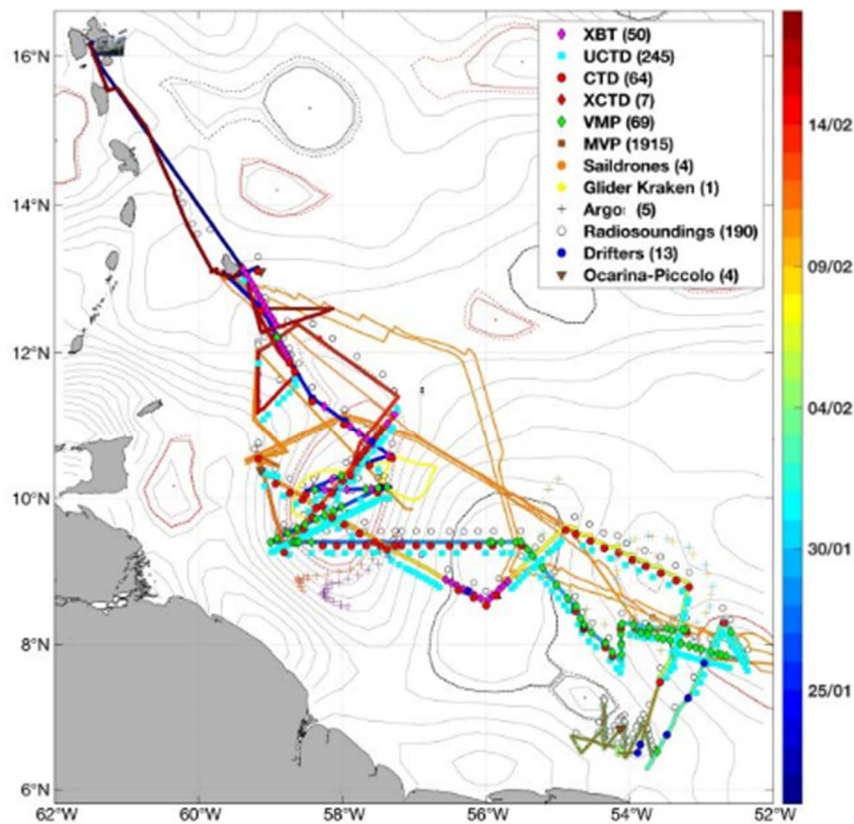 XBT (50)
UCTD (245)
CTD (64)
XCTD (7)
VMP (69)
MVP (1915)
Saildrones (4)
Glider Kraken (1)
Argo: (5)
Radiosoundings (190)
Drifters (13)
Ocarina-Piccolo (4)
16°N
14°N
12°N
10°N
8°N
6°N
62°W
60°W
58°W
56°W
54°W
52°W
14/02
09/02
04/02
30/01
25/01